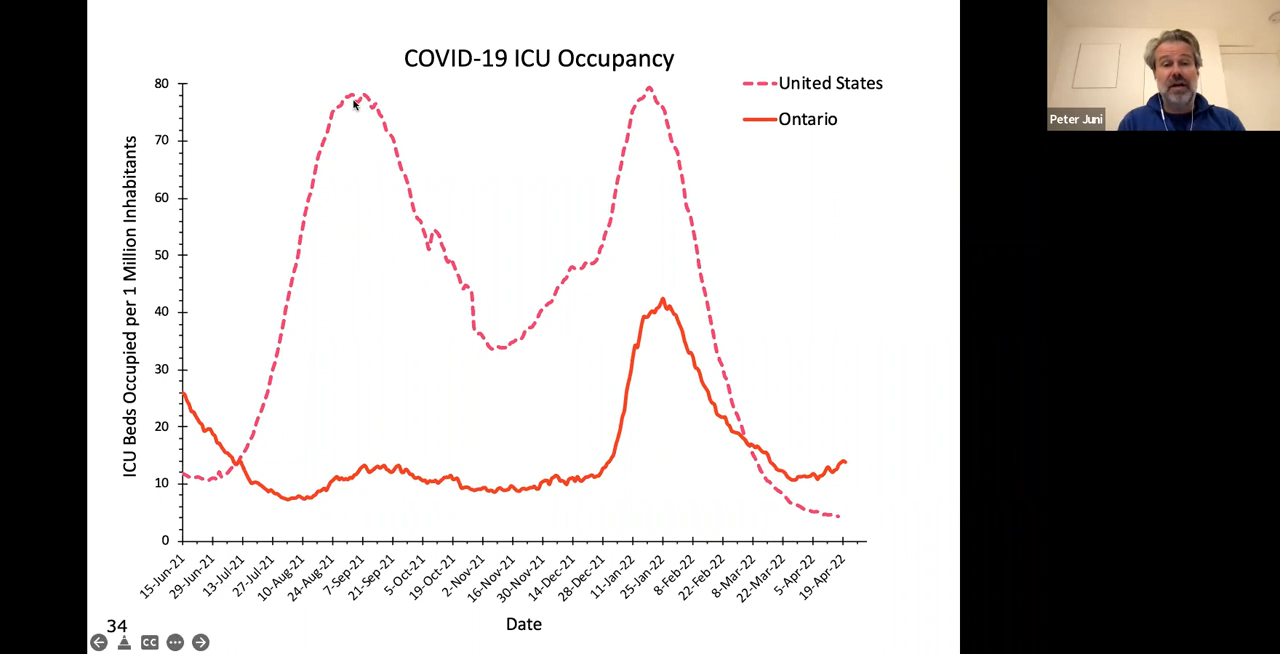 COVID-19 ICU Occupancy
United States
Ontario
Peter Juni
ICU Beds Occupied per 1 Million Inhabitants
80
70
60
50
40
30
20
10
0
15-Jun-21
29-Jun-21
13-Jul-21
27-Jul-21
10-Aug-21
24-Aug-21
7-Sep-21
21-Sep-21
5-Oct-21
19-Oct-21
2-Nov-21
16-Nov-21
30-Nov-21
14-Dec-21
28-Dec-21
11-Jan-22
25-Jan-22
8-Feb-22
22-Feb-22
8-Mar-22
22-Mar-22
5-Apr-22
19-Apr-22
Date
34
CC